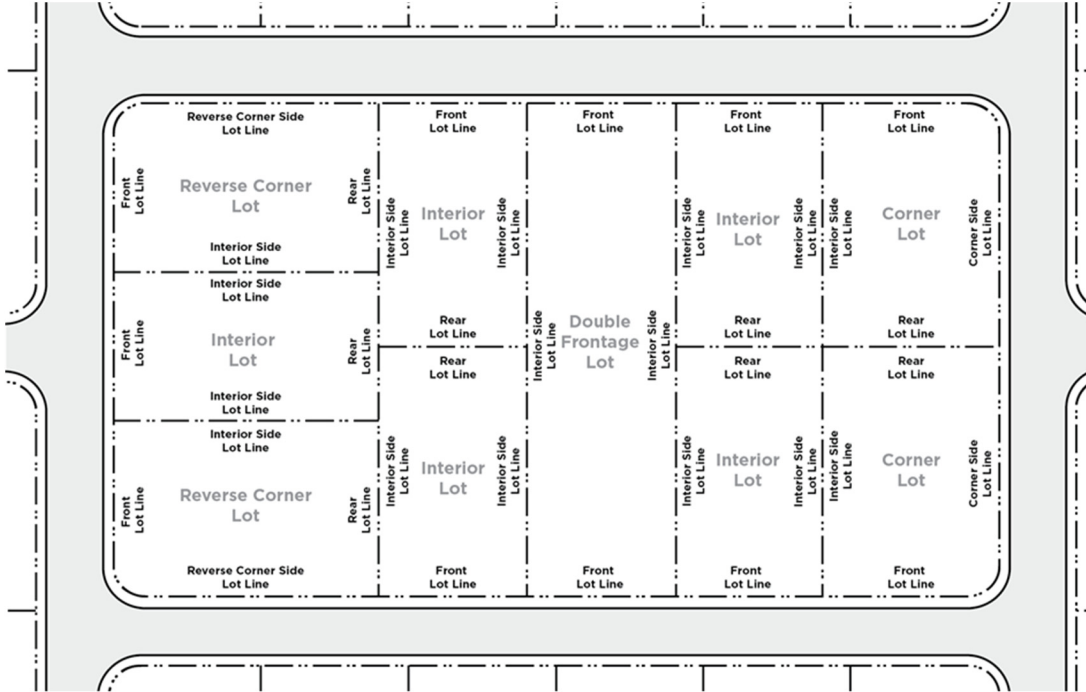 Reverse Corner Side
Lot Line
Front
Lot Line
Reverse Corner
Lot
Rear
Lot Line
Interior Side
Lot Line
Interior Side
Lot Line
Front
Lot Line
Interior
Lot
Rear
Lot Line
Interior Side
Lot Line
Interior Side
Lot Line
Front
Lot Line
Reverse Corner
Lot
Rear
Lot Line
Reverse Corner Side
Lot Line
Front
Lot Line
Interior Side
Lot Line
Interior
Lot
Interior Side
Lot Line
Rear
Lot Line
Rear
Lot Line
Interior Side
Lot Line
Interior
Lot
Interior Side
Lot Line
Front
Lot Line
Front
Lot Line
Interior Side
Lot Line
Double
Frontage
Lot
Interior Side
Lot Line
Front
Lot Line
Front
Lot Line
Interior Side
Lot Line
Interior
Lot
Interior Side
Lot Line
Rear
Lot Line
Rear
Lot Line
Interior Side
Lot Line
Interior
Lot
Interior Side
Lot Line
Front
Lot Line
Front
Lot Line
Interior Side
Lot Line
Corner
Lot
Corner Side
Lot Line
Rear
Lot Line
Rear
Lot Line
Interior Side
Lot Line
Corner
Lot
Corner Side
Lot Line
Front
Lot Line